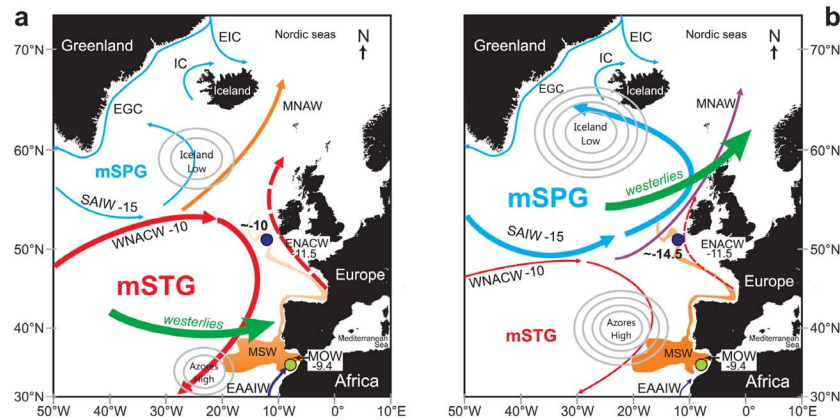 a
Greenland
EIC
Nordic seas
N
IC
Iceland
EGC
MNAW
Iceland
Low
mSPG
SAIW -15
WNACW -10
~-10
ENACW
-11.5
Europe
mSTG
westerlies
Mediterranean
Sea
MSW
MOW
-9.4
Azores
High
EAAIW
Africa
70°N
60°N
50°N
40°N
30°N
50°W 40°W 30°W 20°W 10°W 0° 10°E
b
Greenland
EIC
Nordic seas
N
IC
Iceland
EGC
MNAW
Iceland
Low
westerlies
mSPG
SAIW -15
ENACW
-11.5
~-14.5
WNACW -10
Europe
mSTG
Azores
High
Mediterranean
Sea
MSW
MOW
-9.4
EAAIW
Africa
70°N
60°N
50°N
40°N
30°N
50°W 40°W 30°W 20°W 10°W 0° 10°E